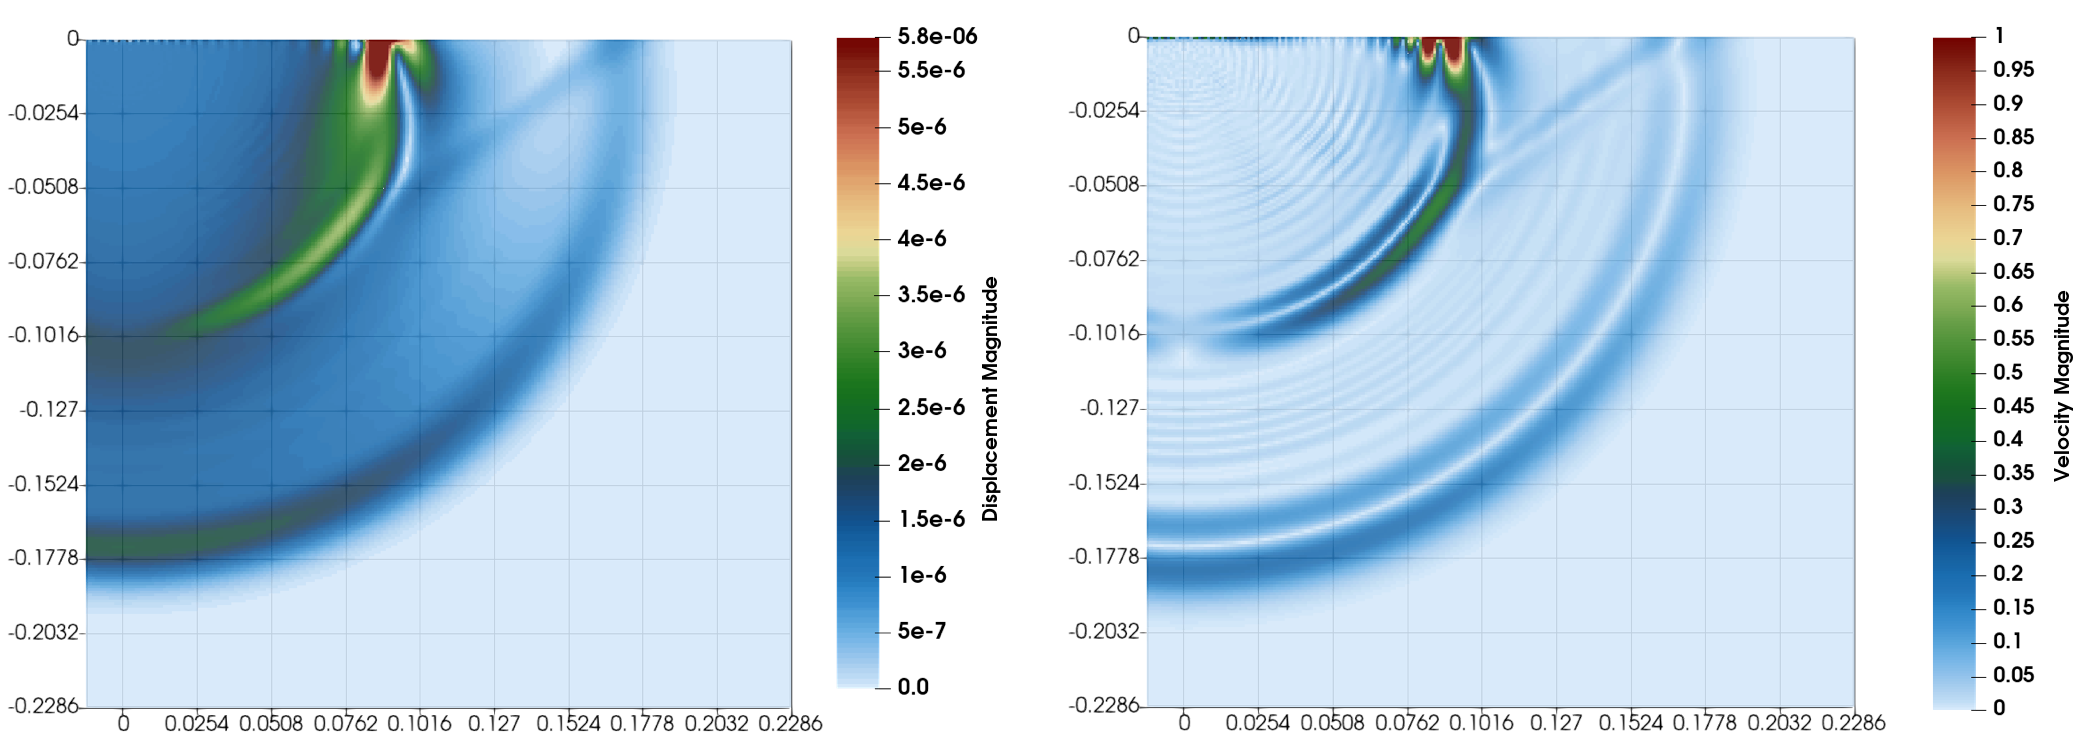 0
-0.0254
-0.0508
-0.0762
-0.1016
-0.127
-0.1524
-0.1778
-0.2032
-0.2286
0 0.0254 0.0508 0.0762 0.1016 0.127 0.1524 0.1778 0.2032 0.2286
5.8e-06
5.5e-6
5e-6
4.5e-6
4e-6
3.5e-6
3e-6
2.5e-6
2e-6
1.5e-6
1e-6
5e-7
0.0
Displacement Magnitude
0
-0.0254
-0.0508
-0.0762
-0.1016
-0.127
-0.1524
-0.1778
-0.2032
-0.2286
0 0.0254 0.0508 0.0762 0.1016 0.127 0.1524 0.1778 0.2032 0.2286
1
0.95
0.9
0.85
0.8
0.75
0.7
0.65
0.6
0.55
0.5
0.45
0.4
0.35
0.3
0.25
0.2
0.15
0.1
0.05
0
Velocity Magnitude